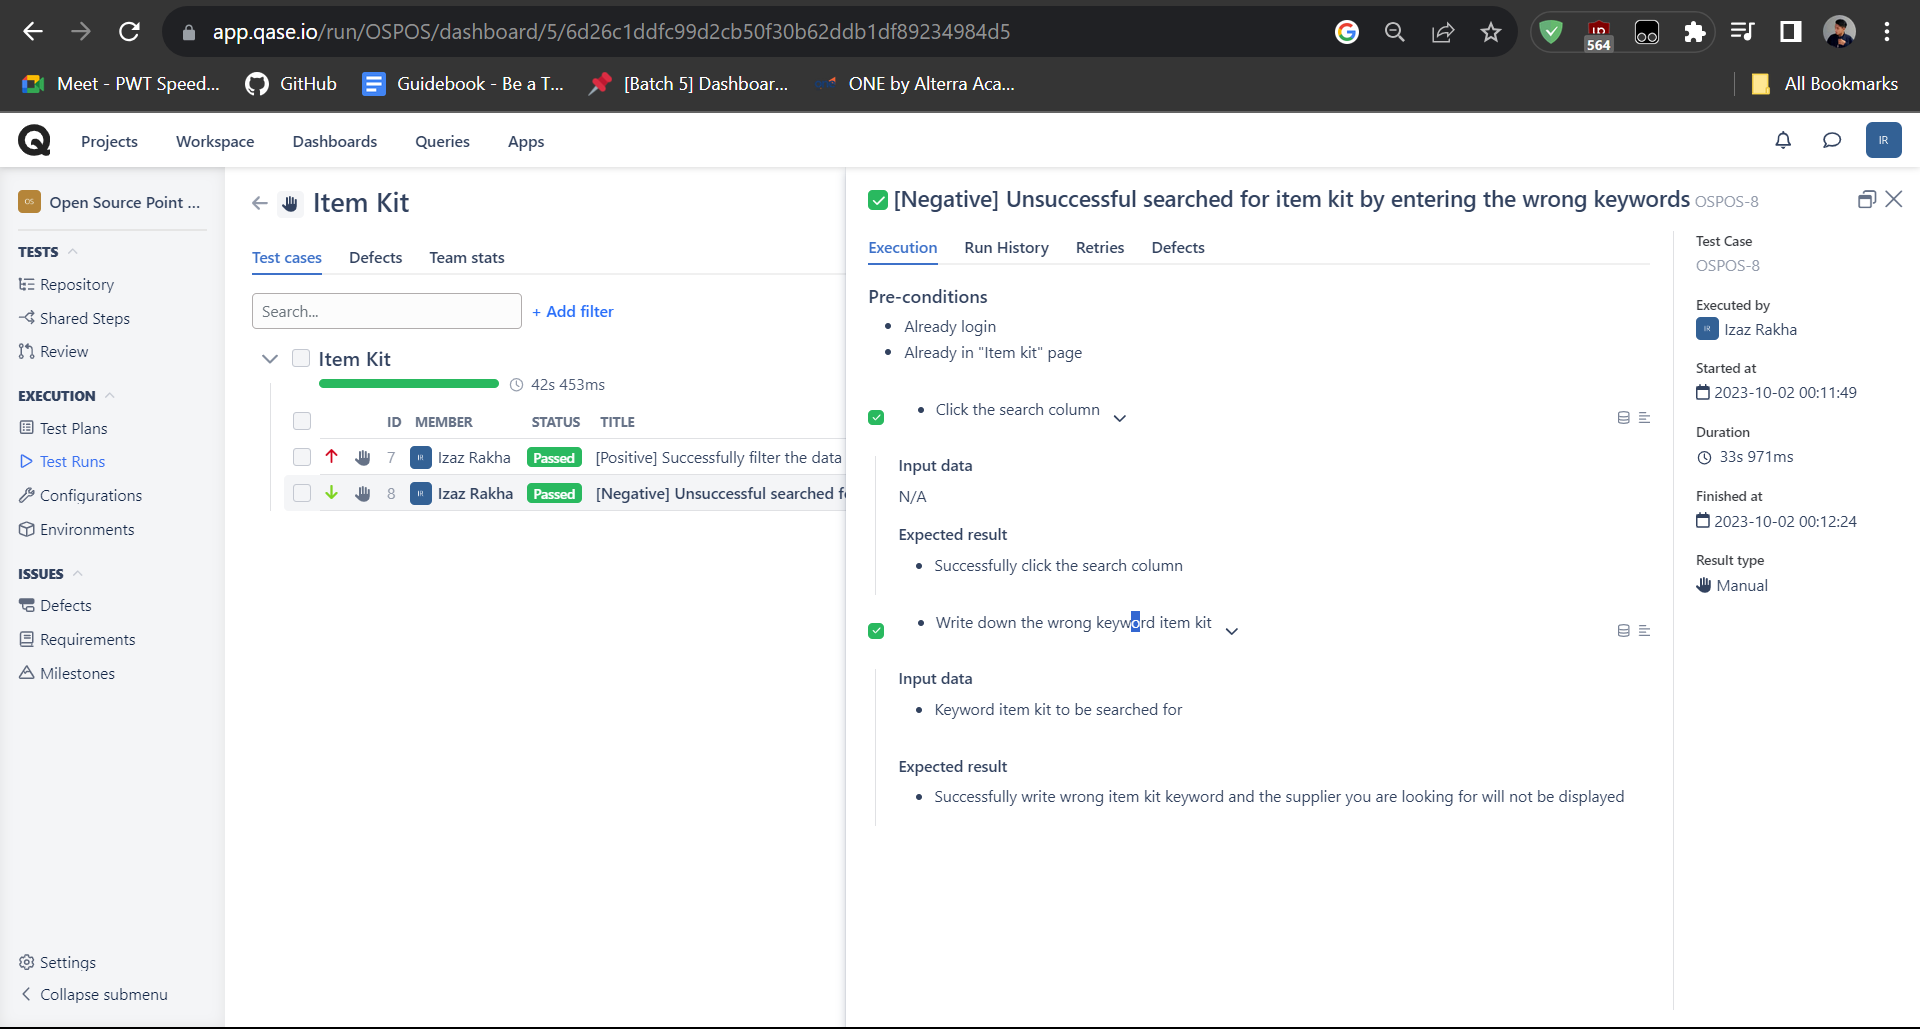 app.qase.io/run/OSPOS/dashboard/5/6d26c1ddfc99d2cb50f30b62ddb1df89234984d5
564
Meet - PWT Speed...
GitHub
Guidebook - Be a T...
[Batch 5] Dashboar...
ONE by Alterra Aca...
All Bookmarks
Projects
Workspace
Dashboards
Queries
Apps
IR
OS
Open Source Point ...
TESTS
Repository
Shared Steps
Review
EXECUTION
Test Plans
Test Runs
Configurations
Environments
ISSUES
Defects
Requirements
Milestones
Settings
Collapse submenu
Item Kit
Test cases
Defects
Team stats
Search...
+ Add filter
Item Kit
42s 453ms
ID MEMBER STATUS TITLE
7 IR Izaz Rakha Passed [Positive] Successfully filter the data
8 IR Izaz Rakha Passed [Negative] Unsuccessful searched f
[Negative] Unsuccessful searched for item kit by entering the wrong keywords OSPOS-8
Execution
Run History
Retries
Defects
Pre-conditions
Already login
Already in "Item kit" page
Click the search column
Input data
N/A
Expected result
Successfully click the search column
Write down the wrong keyword item kit
Input data
Keyword item kit to be searched for
Expected result
Successfully write wrong item kit keyword and the supplier you are looking for will not be displayed
Test Case
OSPOS-8
Executed by
IR Izaz Rakha
Started at
2023-10-02 00:11:49
Duration
33s 971ms
Finished at
2023-10-02 00:12:24
Result type
Manual